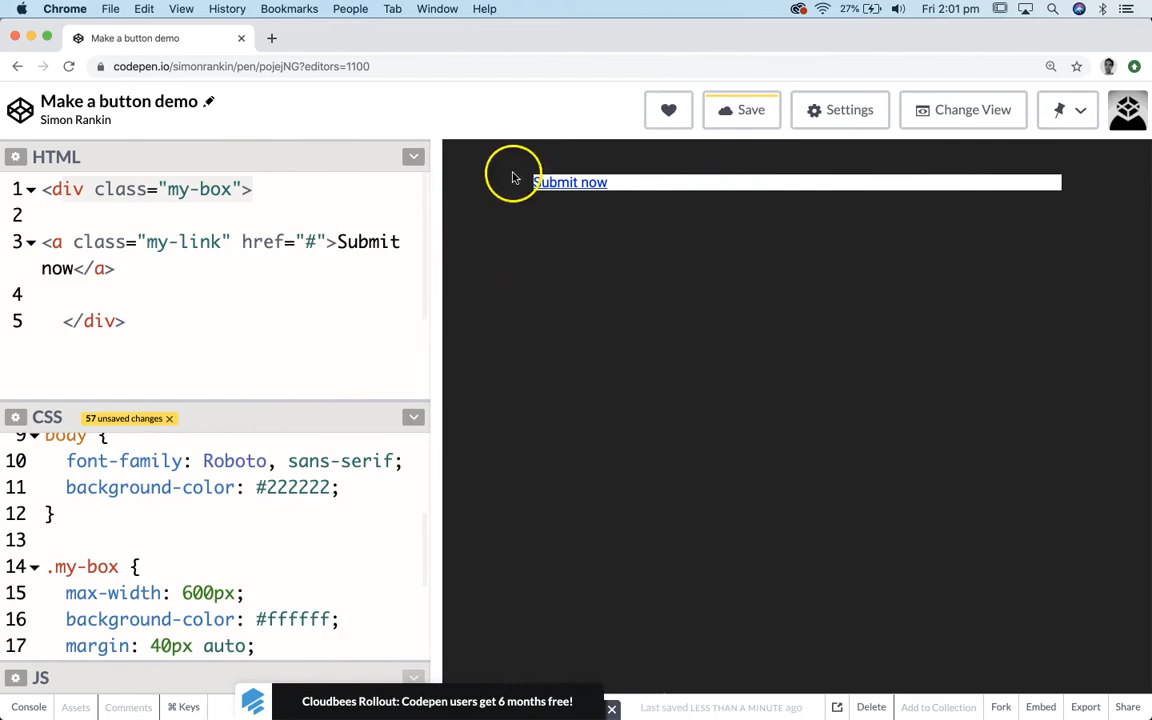 Chrome File Edit View History Bookmarks People Tab Window Help 27% Fri 2:01 pm
Make a button demo
codepen.io/simonrankin/pen/pojejNG?editors=1100
Make a button demo
Simon Rankin
Save Settings Change View
HTML
1 <div class="my-box">
2
3 <a class="my-link" href="#">Submit
now</a>
4
5 </div>
Submit now
CSS 57 unsaved changes
9 body {
10 font-family: Roboto, sans-serif;
11 background-color: #222222;
12 }
13
14 .my-box {
15 max-width: 600px;
16 background-color: #ffffff;
17 margin: 40px auto;
JS
Cloudbees Rollout: Codepen users get 6 months free!
Console Assets Comments ⌘ Keys Last saved LESS THAN A MINUTE ago Delete Add to Collection Fork Embed Export Share